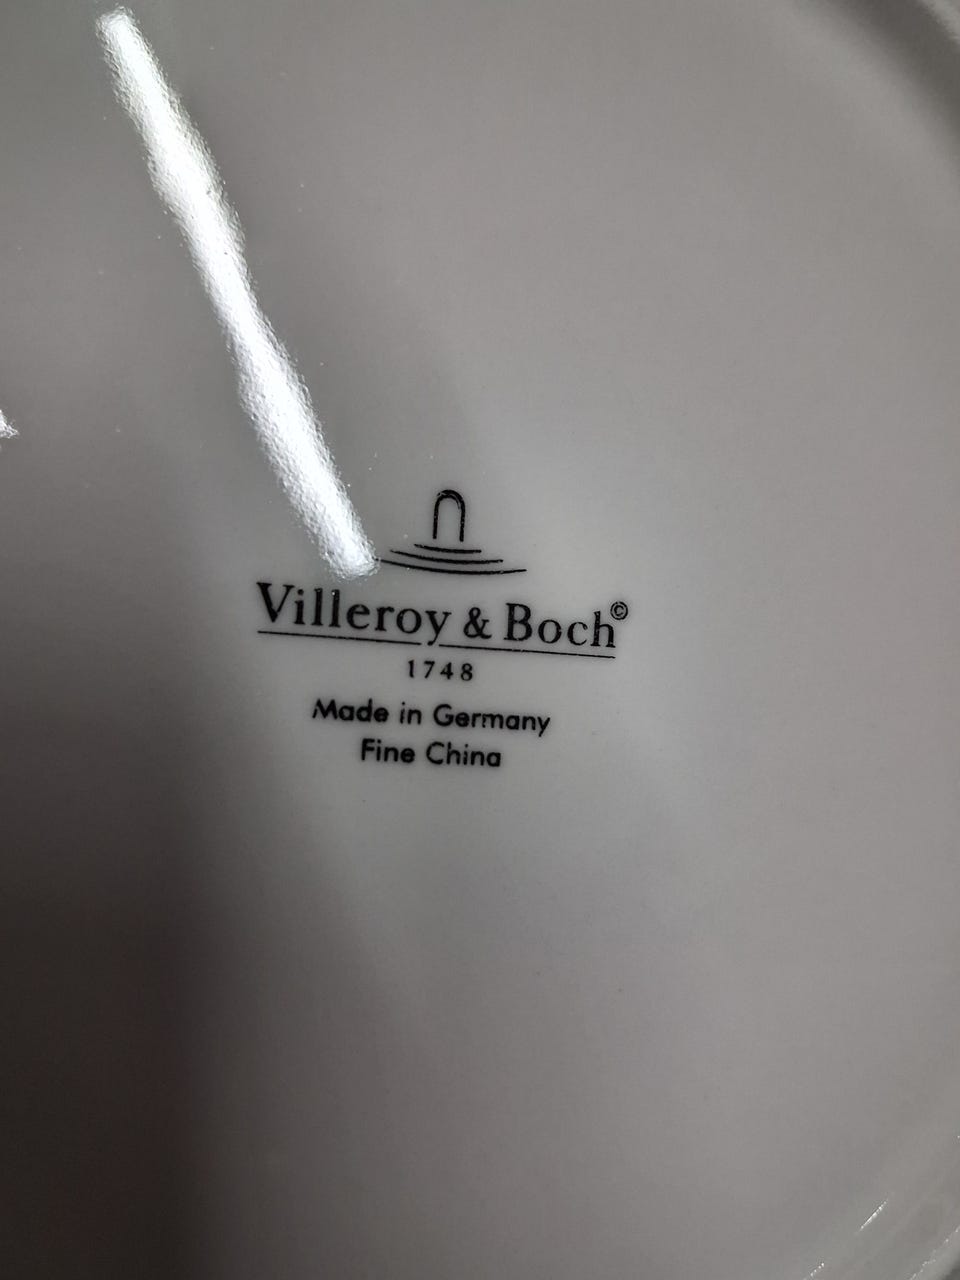 Villeroy & Boch©
1748
Made in Germany
Fine China